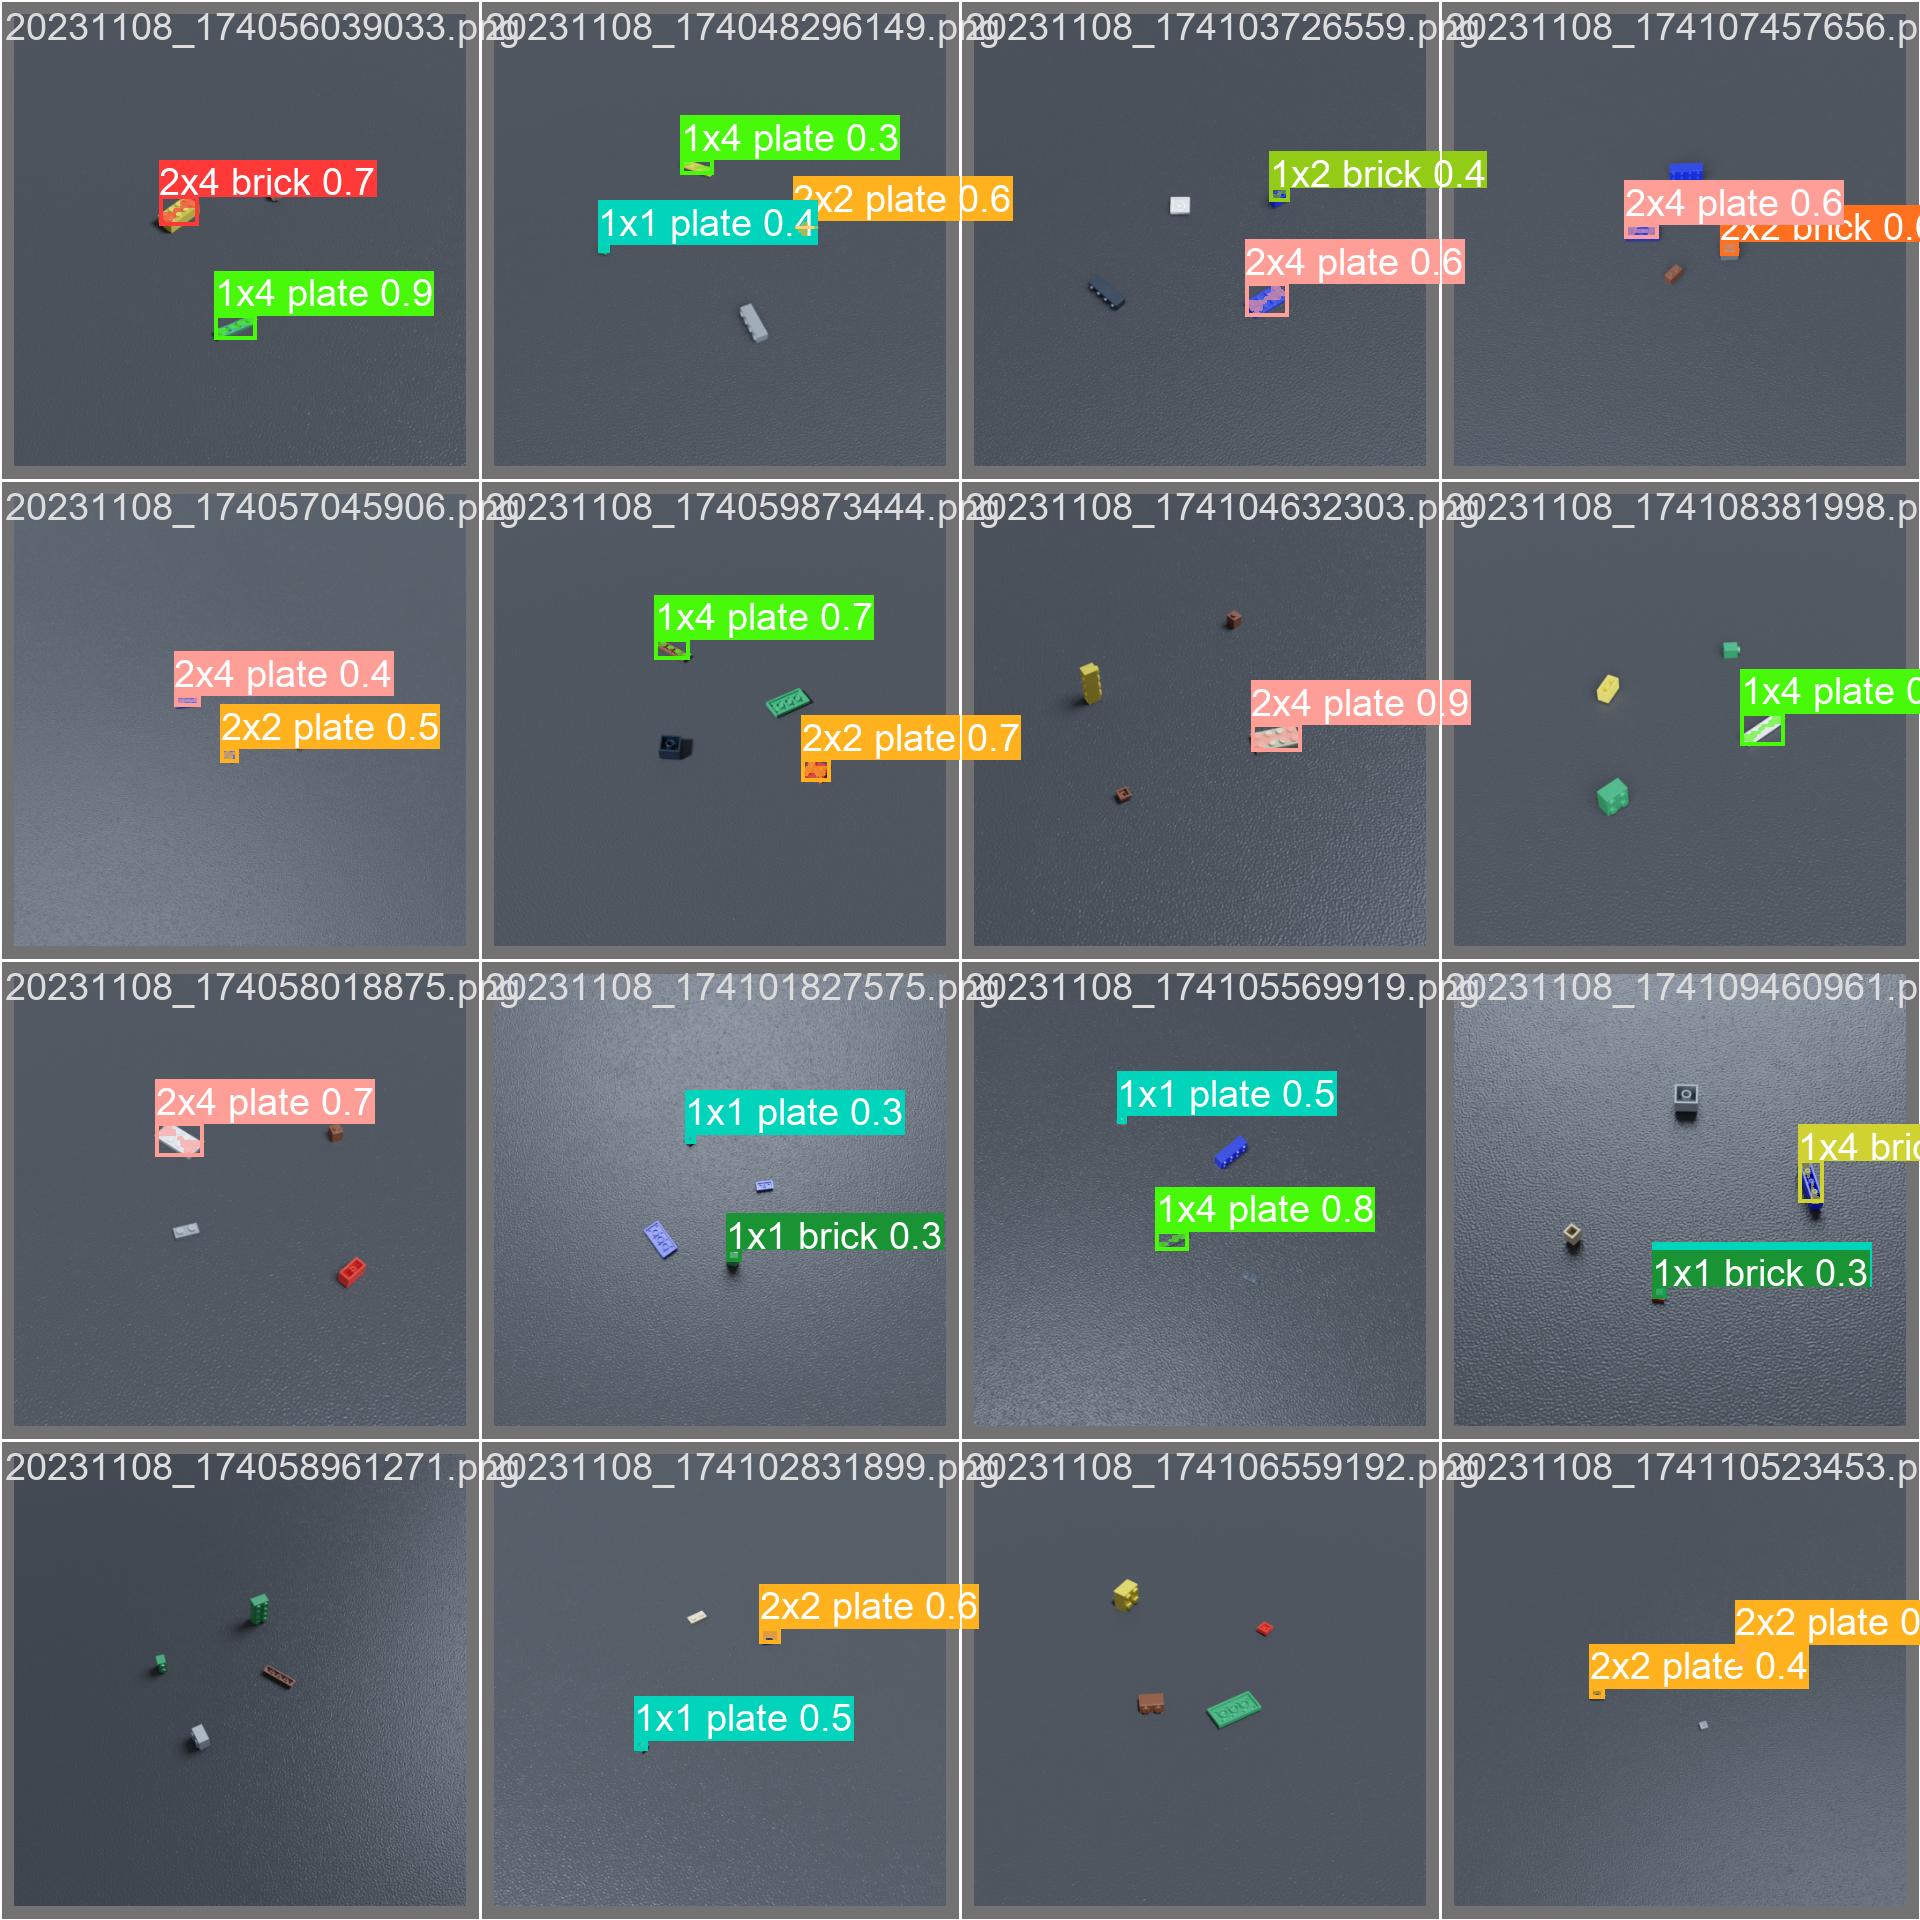 20231108_174056039033.png
20231108_174048296149.png
20231108_174103726559.png
20231108_174107457656.p
2x4 brick 0.7
1x4 plate 0.9
1x4 plate 0.3
2x2 plate 0.6
1x1 plate 0.4
1x2 brick 0.4
2x4 plate 0.6
2x4 plate 0.6
2x2 brick 0.
20231108_174057045906.png
20231108_174059873444.png
20231108_174104632303.png
20231108_174108381998.p
2x4 plate 0.4
2x2 plate 0.5
1x4 plate 0.7
2x2 plate 0.7
2x4 plate 0.9
1x4 plate 0
20231108_174058018875.png
20231108_174101827575.png
20231108_174105569919.png
20231108_174109460961.p
2x4 plate 0.7
1x1 plate 0.3
1x1 brick 0.3
1x1 plate 0.5
1x4 plate 0.8
1x4 bric
1x1 brick 0.3
20231108_174058961271.png
20231108_174102831899.png
20231108_174106559192.png
20231108_174110523453.p
2x2 plate 0.6
1x1 plate 0.5
2x2 plate 0
2x2 plate 0.4